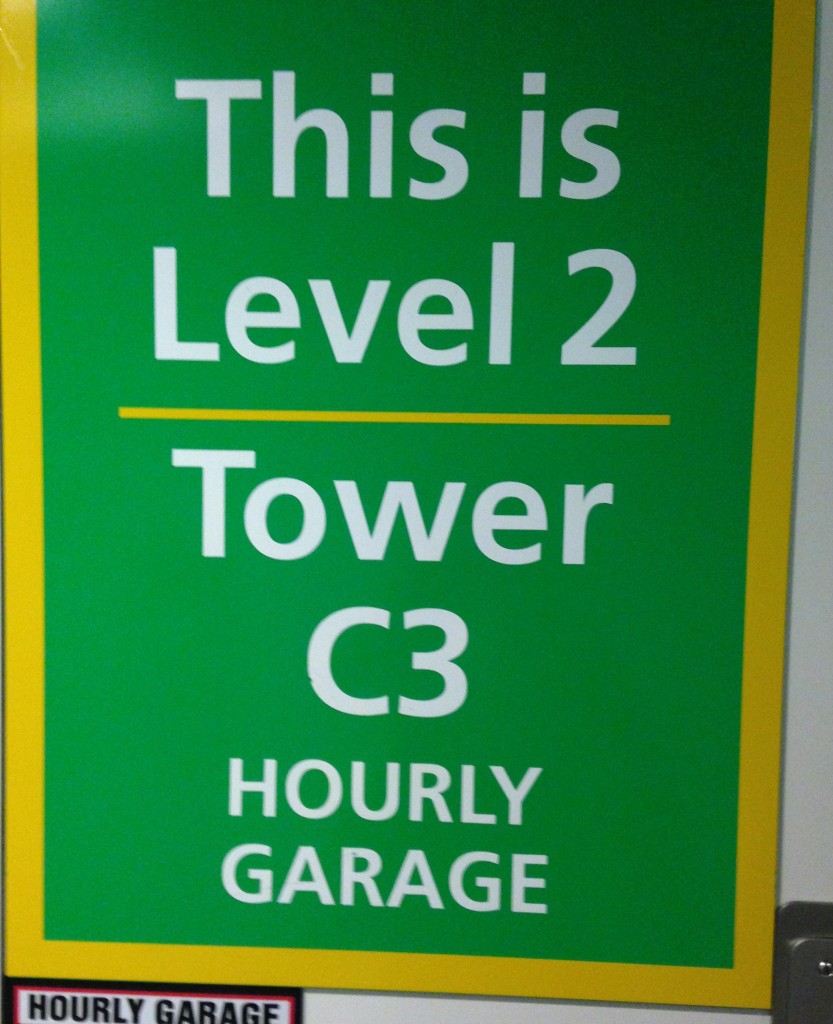 This is
Level 2
Tower
C3
HOURLY
GARAGE
HOURLY GARAGE